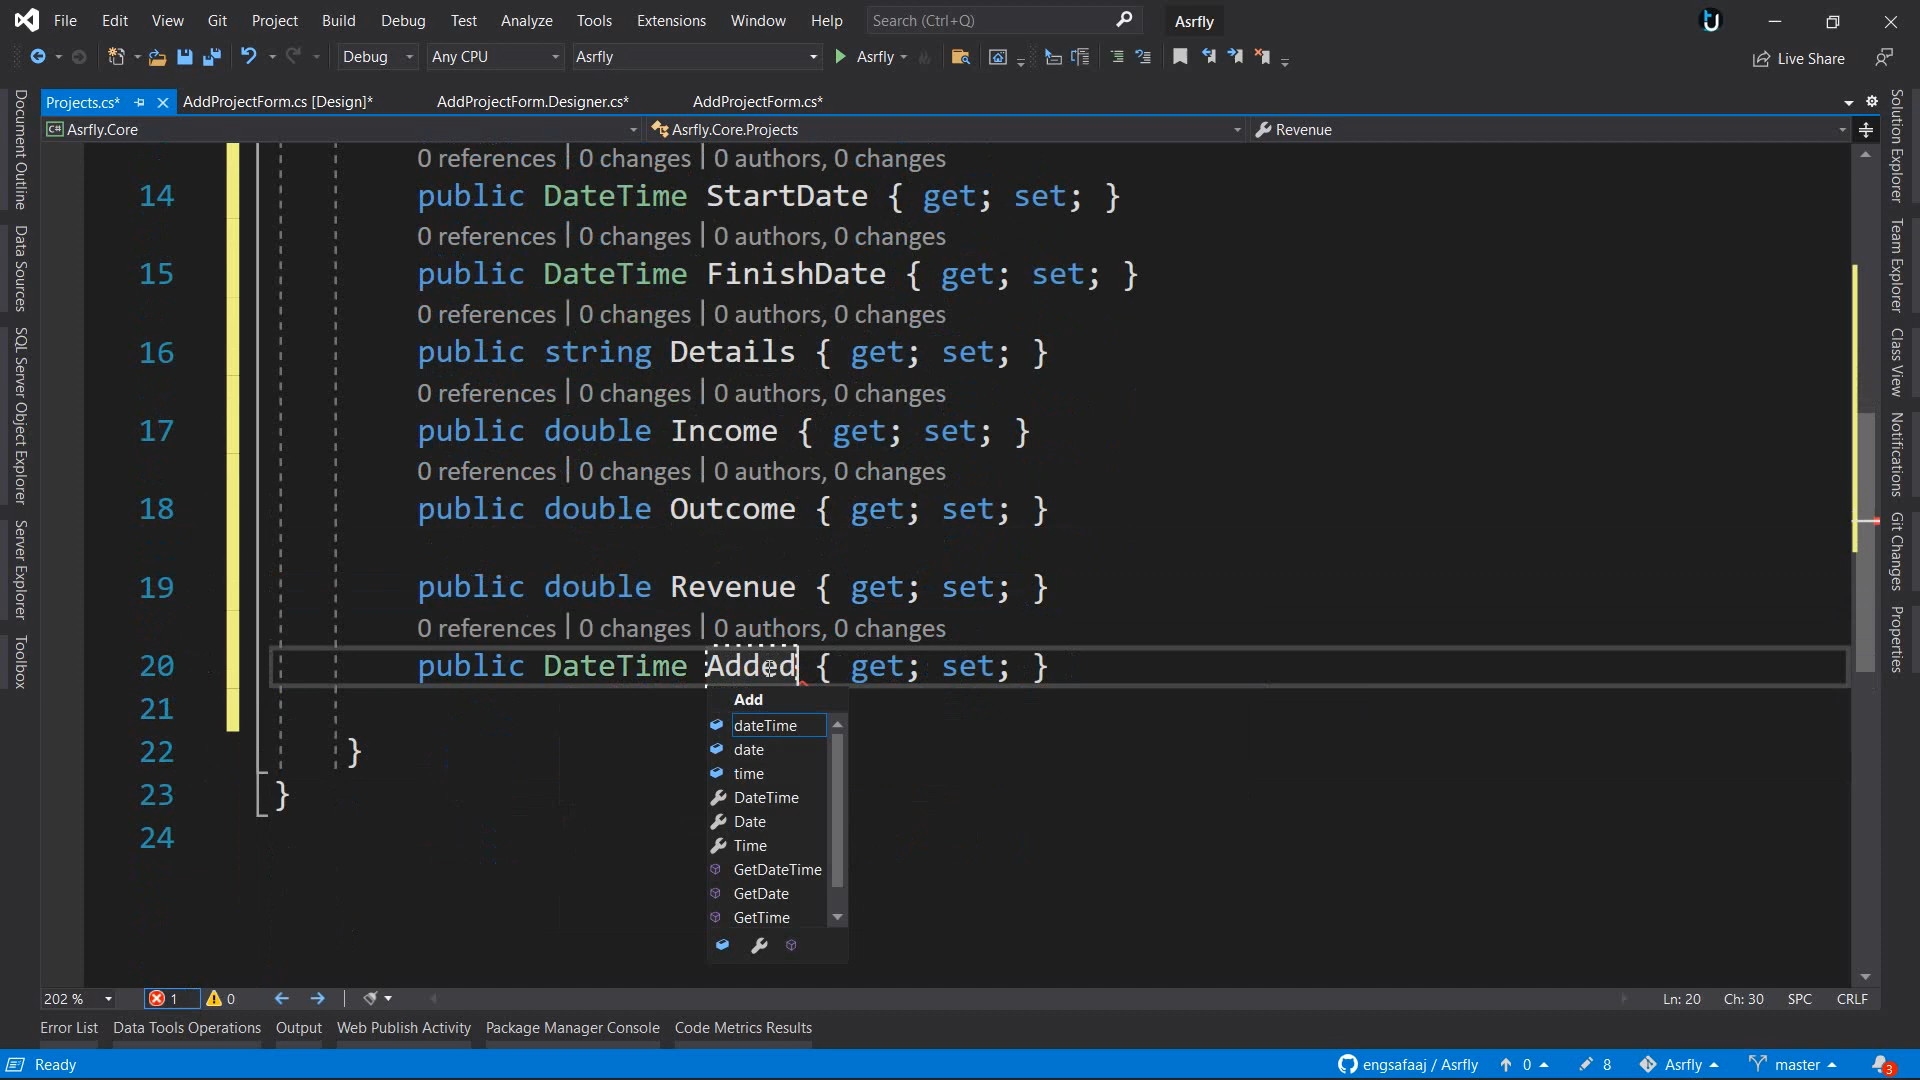 File Edit View Git Project Build Debug Test Analyze Tools Extensions Window Help Search (Ctrl+Q) Asrfly
Debug Any CPU Asrfly Asrfly Live Share
Projects.cs* AddProjectForm.cs [Design]* AddProjectForm.Designer.cs* AddProjectForm.cs*
C# Asrfly.Core Asrfly.Core.Projects Revenue
0 references | 0 changes | 0 authors, 0 changes
14 public DateTime StartDate { get; set; }
0 references | 0 changes | 0 authors, 0 changes
15 public DateTime FinishDate { get; set; }
0 references | 0 changes | 0 authors, 0 changes
16 public string Details { get; set; }
0 references | 0 changes | 0 authors, 0 changes
17 public double Income { get; set; }
0 references | 0 changes | 0 authors, 0 changes
18 public double Outcome { get; set; }
19 public double Revenue { get; set; }
0 references | 0 changes | 0 authors, 0 changes
20 public DateTime Added { get; set; }
21
22 }
23 }
24
Add
dateTime
date
time
DateTime
Date
Time
GetDateTime
GetDate
GetTime
Document Outline
Data Sources
SQL Server Object Explorer
Server Explorer
Toolbox
Solution Explorer
Team Explorer
Class View
Notifications
Git Changes
Properties
202 % 1 0 Ln: 20 Ch: 30 SPC CRLF
Error List Data Tools Operations Output Web Publish Activity Package Manager Console Code Metrics Results
Ready engsafaaj / Asrfly 0 8 Asrfly master 3